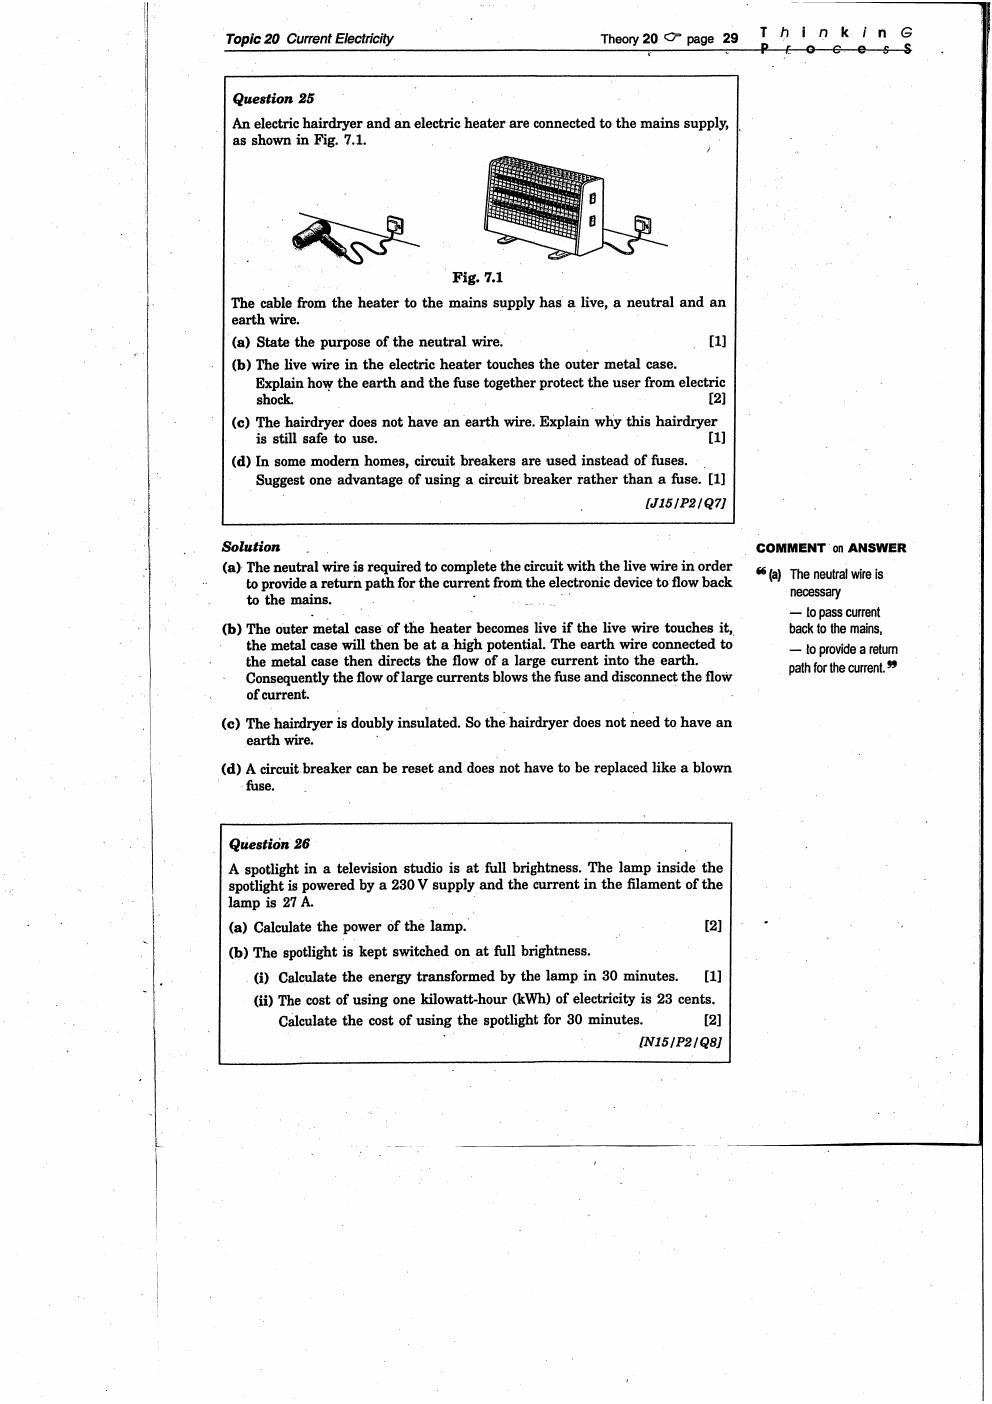 Topic 20 Current Electricity
Theory 20 ☞ page 29
T h i n k i n G
P r o c e s S
Question 25
An electric hairdryer and an electric heater are connected to the mains supply,
as shown in Fig. 7.1.
Fig. 7.1
The cable from the heater to the mains supply has a live, a neutral and an
earth wire.
(a) State the purpose of the neutral wire. [1]
(b) The live wire in the electric heater touches the outer metal case.
Explain how the earth and the fuse together protect the user from electric
shock. [2]
(c) The hairdryer does not have an earth wire. Explain why this hairdryer
is still safe to use. [1]
(d) In some modern homes, circuit breakers are used instead of fuses.
Suggest one advantage of using a circuit breaker rather than a fuse. [1]
[J15/P2/Q7]
Solution
(a) The neutral wire is required to complete the circuit with the live wire in order
to provide a return path for the current from the electronic device to flow back
to the mains.
(b) The outer metal case of the heater becomes live if the live wire touches it,
the metal case will then be at a high potential. The earth wire connected to
the metal case then directs the flow of a large current into the earth.
Consequently the flow of large currents blows the fuse and disconnect the flow
of current.
(c) The hairdryer is doubly insulated. So the hairdryer does not need to have an
earth wire.
(d) A circuit breaker can be reset and does not have to be replaced like a blown
fuse.
COMMENT on ANSWER
❝ (a) The neutral wire is
necessary
— to pass current
back to the mains,
— to provide a return
path for the current. ❞
Question 26
A spotlight in a television studio is at full brightness. The lamp inside the
spotlight is powered by a 230 V supply and the current in the filament of the
lamp is 27 A.
(a) Calculate the power of the lamp. [2]
(b) The spotlight is kept switched on at full brightness.
(i) Calculate the energy transformed by the lamp in 30 minutes. [1]
(ii) The cost of using one kilowatt-hour (kWh) of electricity is 23 cents.
Calculate the cost of using the spotlight for 30 minutes. [2]
[N15/P2/Q8]